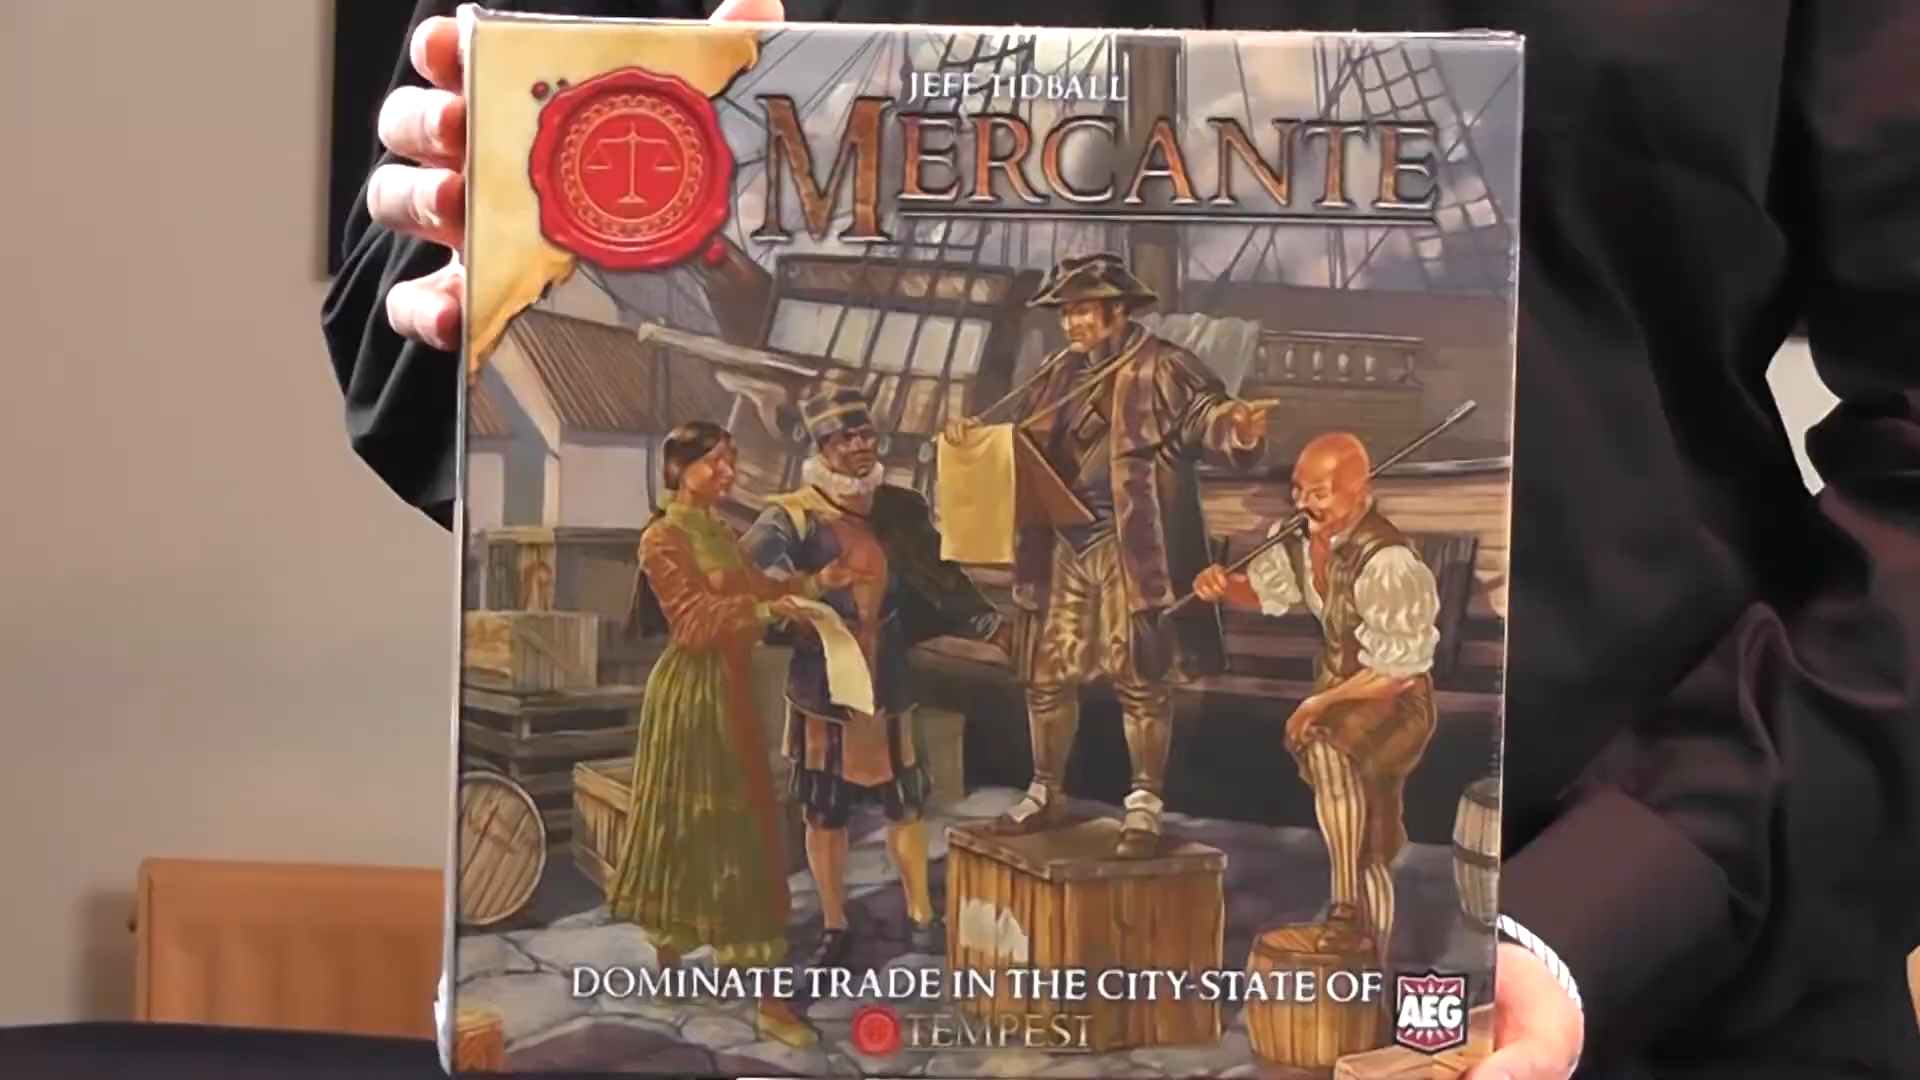 JEFF TIDBALL
MERCANTE
DOMINATE TRADE IN THE CITY-STATE OF
TEMPEST
AEG